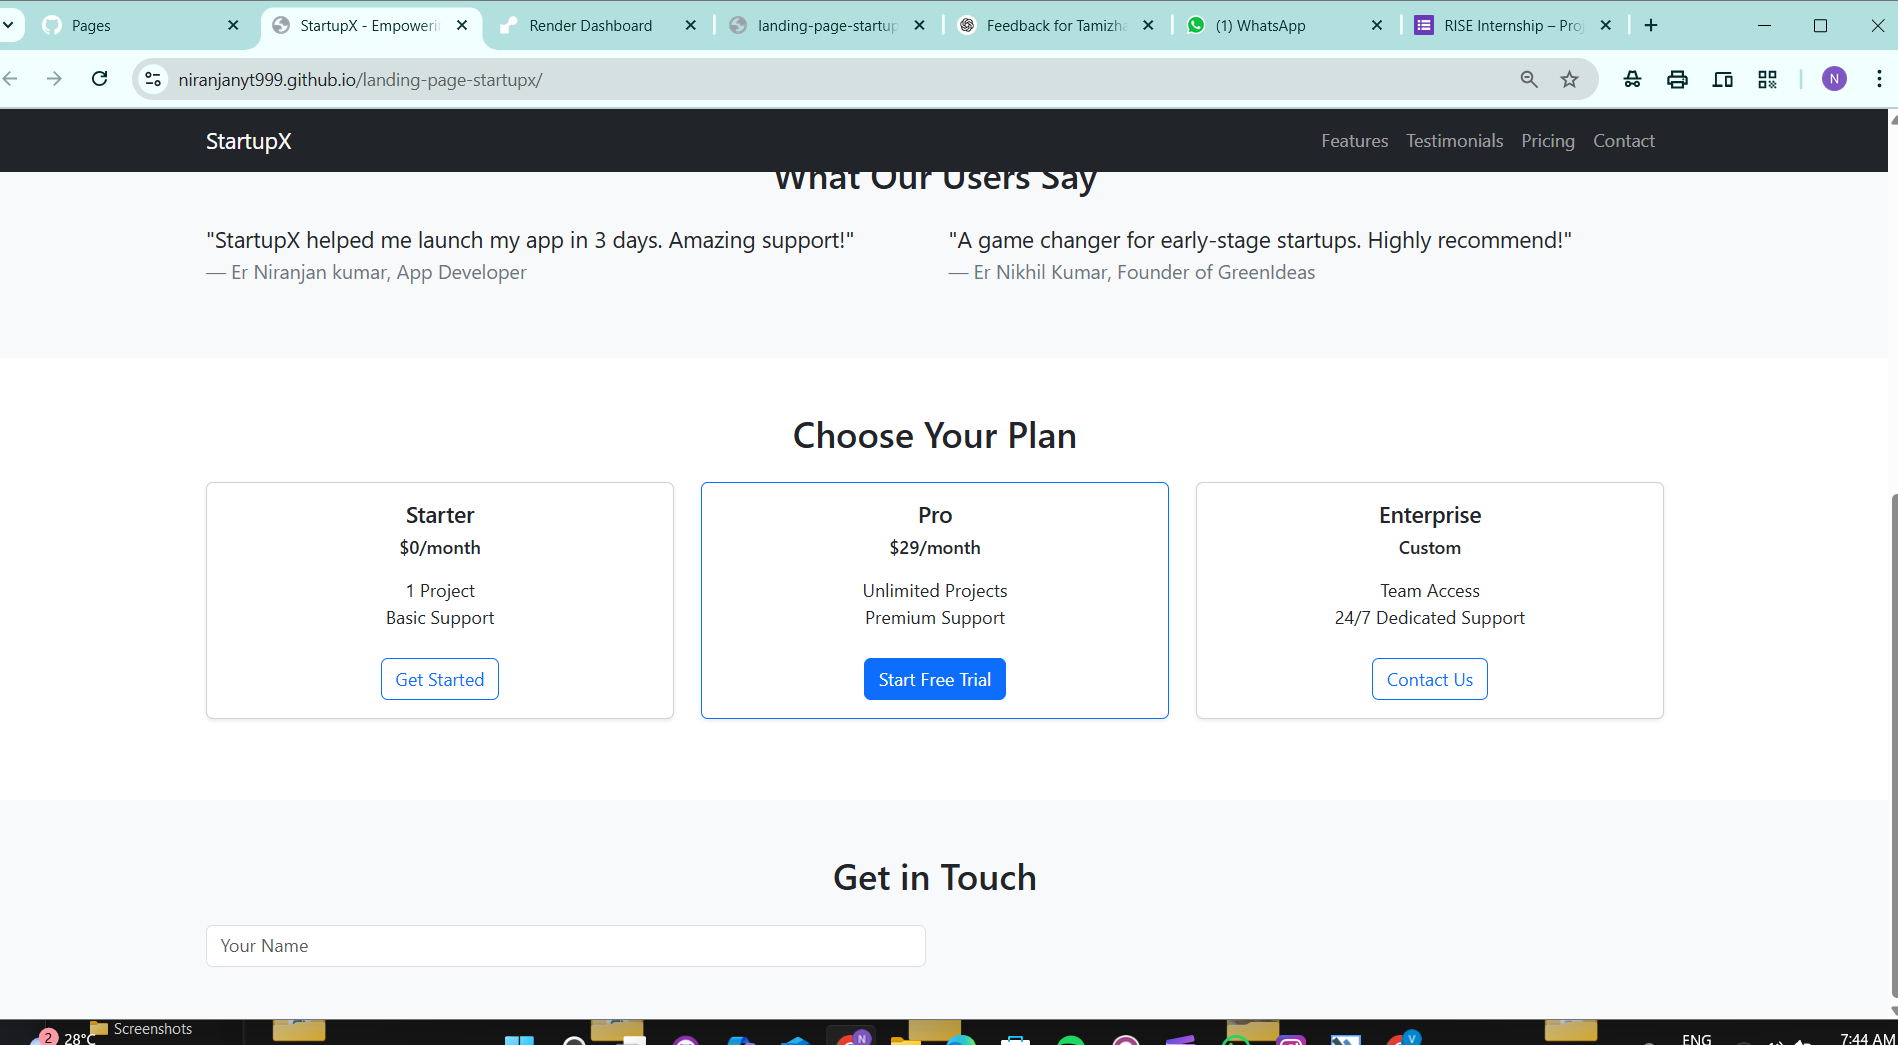 Pages
StartupX - Empoweri
Render Dashboard
landing-page-startup
Feedback for Tamizha
(1) WhatsApp
RISE Internship – Proj
niranjanyt999.github.io/landing-page-startupx/
N
StartupX
Features Testimonials Pricing Contact
What Our Users Say
"StartupX helped me launch my app in 3 days. Amazing support!"
— Er Niranjan kumar, App Developer
"A game changer for early-stage startups. Highly recommend!"
— Er Nikhil Kumar, Founder of GreenIdeas
Choose Your Plan
Starter
$0/month
1 Project
Basic Support
Get Started
Pro
$29/month
Unlimited Projects
Premium Support
Start Free Trial
Enterprise
Custom
Team Access
24/7 Dedicated Support
Contact Us
Get in Touch
Your Name
Screenshots
2
28°C
N
V
ENG
7:44 AM